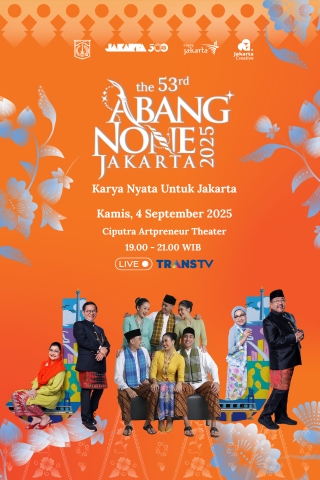 JAKARTA 500
jakarta
Jakarta
Creative
the 53rd
ABANG
NONE
JAKARTA 2025
Karya Nyata Untuk Jakarta
Kamis, 4 September 2025
Ciputra Artpreneur Theater
19.00 - 21.00 WIB
LIVE TRANSTV